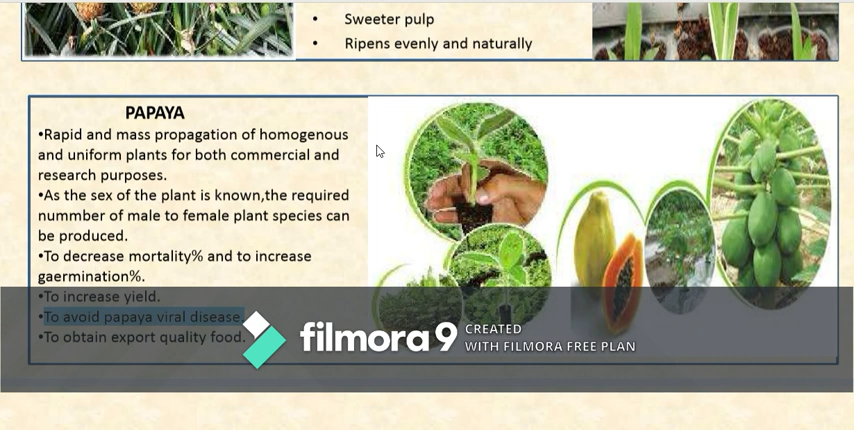 • Sweeter pulp
• Ripens evenly and naturally
PAPAYA
•Rapid and mass propagation of homogenous
and uniform plants for both commercial and
research purposes.
•As the sex of the plant is known,the required
nummber of male to female plant species can
be produced.
•To decrease mortality% and to increase
gaermination%.
•To increase yield.
•To avoid papaya viral disease.
•To obtain export quality food.
filmora9 CREATED
WITH FILMORA FREE PLAN